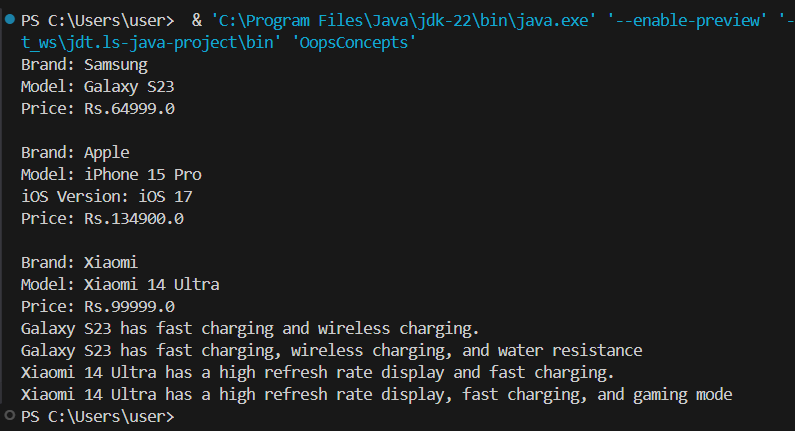 PS C:\Users\user>  & 'C:\Program Files\Java\jdk-22\bin\java.exe' '--enable-preview' '-
t_ws\jdt.ls-java-project\bin' 'OopsConcepts'
Brand: Samsung
Model: Galaxy S23
Price: Rs.64999.0

Brand: Apple
Model: iPhone 15 Pro
iOS Version: iOS 17
Price: Rs.134900.0

Brand: Xiaomi
Model: Xiaomi 14 Ultra
Price: Rs.99999.0
Galaxy S23 has fast charging and wireless charging.
Galaxy S23 has fast charging, wireless charging, and water resistance
Xiaomi 14 Ultra has a high refresh rate display and fast charging.
Xiaomi 14 Ultra has a high refresh rate display, fast charging, and gaming mode
PS C:\Users\user>